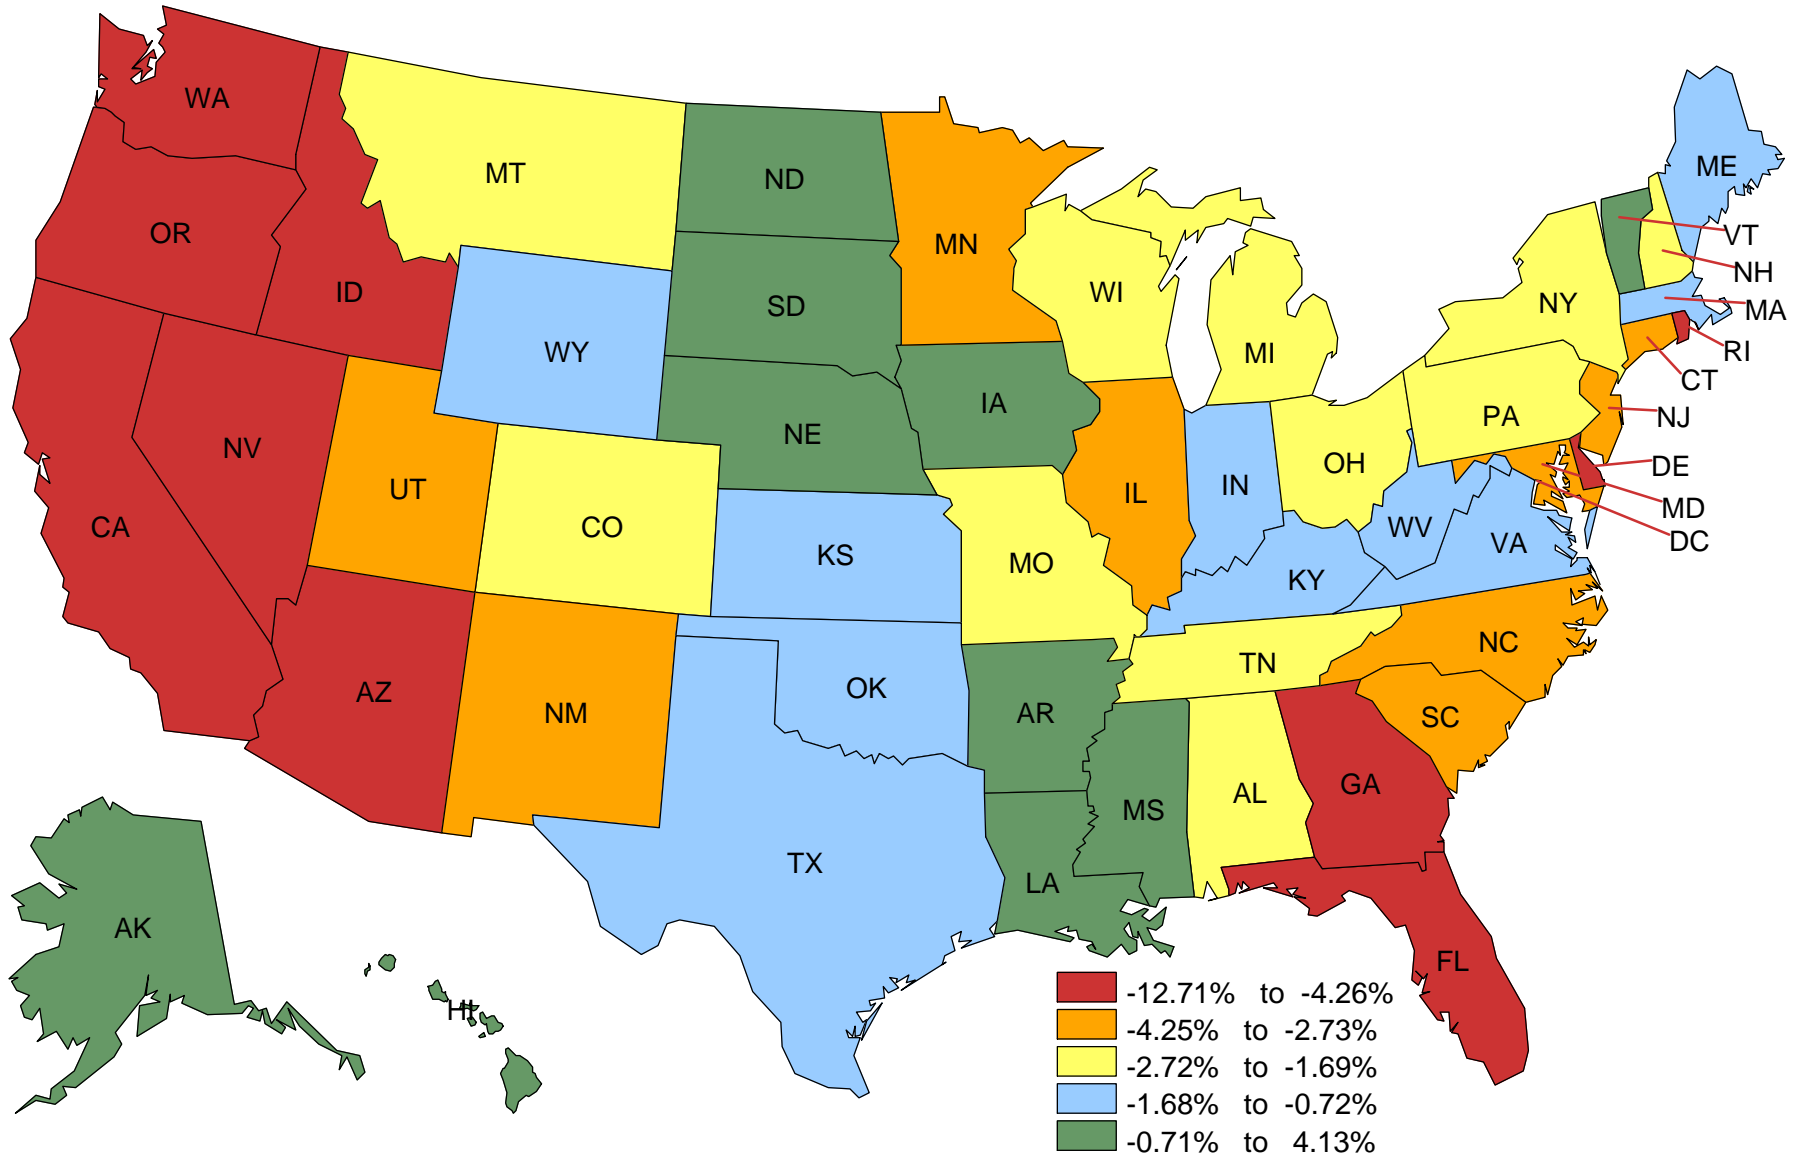 WA
MT
ND
ME
OR
MN
VT
ID
SD
WI
NY
NH
MA
WY
MI
RI
CT
IA
NE
PA
NJ
NV
UT
OH
DE
IL
IN
MD
CA
CO
KS
MO
WV
VA
DC
KY
NC
TN
AZ
NM
OK
AR
SC
GA
AL
MS
TX
LA
AK
FL
HI
-12.71% to -4.26%
-4.25% to -2.73%
-2.72% to -1.69%
-1.68% to -0.72%
-0.71% to 4.13%